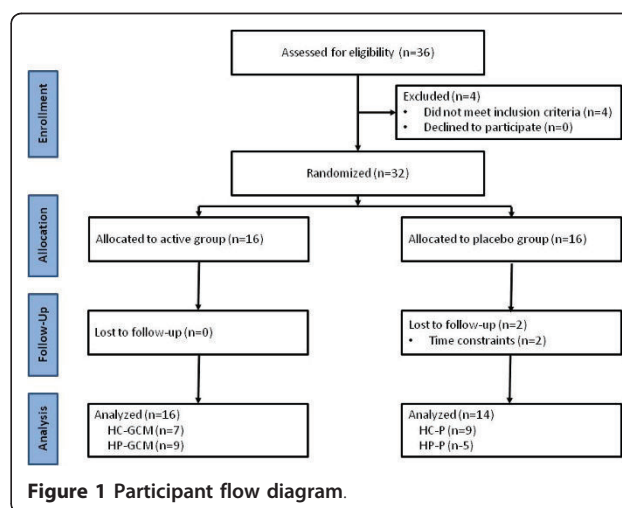 Assessed for eligibility (n=36)
Enrollment
Excluded (n=4)
• Did not meet inclusion criteria (n=4)
• Declined to participate (n=0)
Randomized (n=32)
Allocation
Allocated to active group (n=16)
Allocated to placebo group (n=16)
Follow-Up
Lost to follow-up (n=0)
Lost to follow-up (n=2)
• Time constraints (n=2)
Analysis
Analyzed (n=16)
HC-GCM (n=7)
HP-GCM (n=9)
Analyzed (n=14)
HC-P (n=9)
HP-P (n-5)
Figure 1 Participant flow diagram.